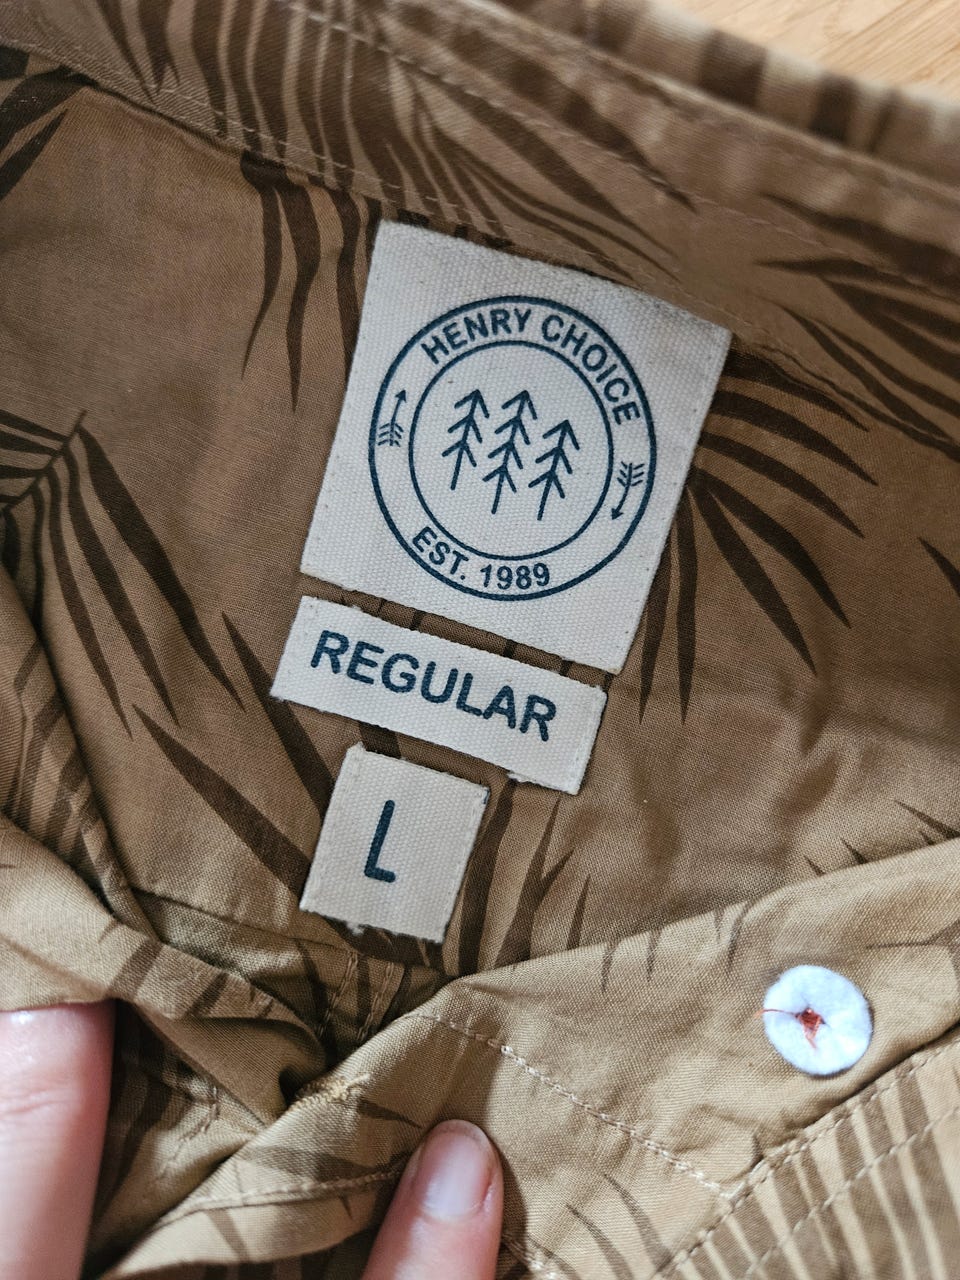 HENRY CHOICE
EST. 1989
REGULAR
L